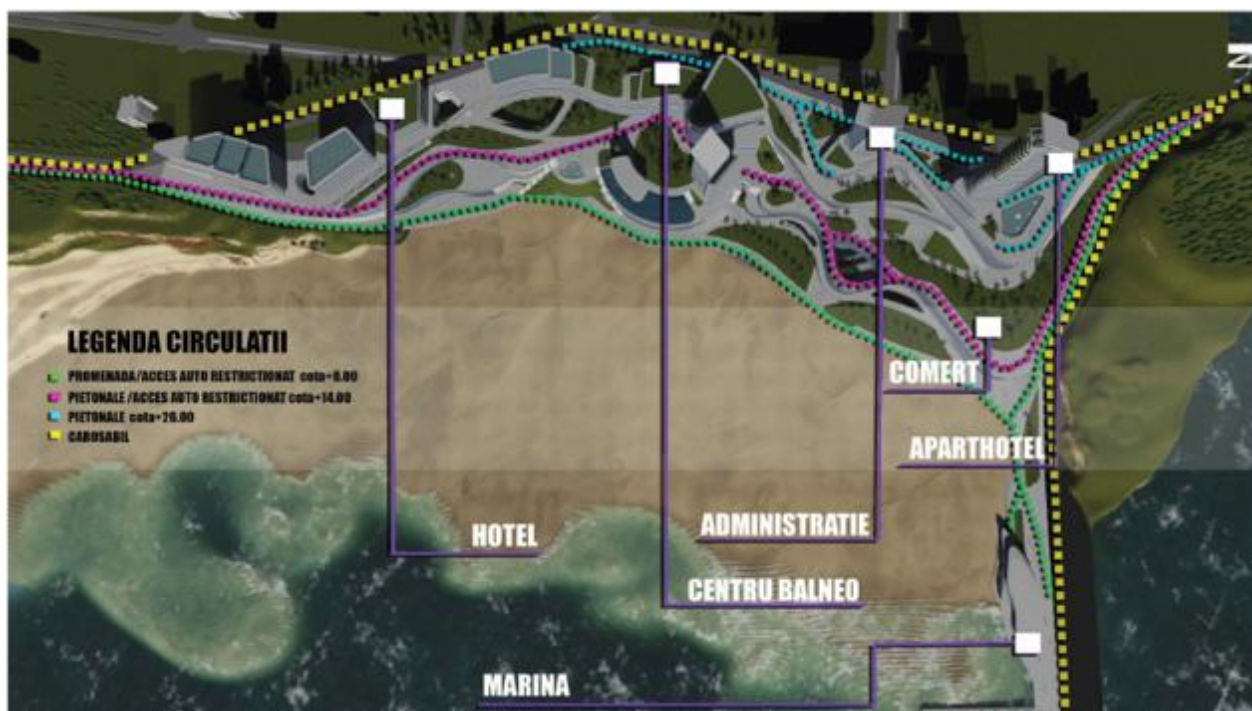 N
LEGENDA CIRCULATII
PROMENADA/ACCES AUTO RESTRICTIONAT cota+8.00
PIETONALE /ACCES AUTO RESTRICTIONAT cota+14.00
PIETONALE cota+26.00
CAROSABIL
COMERT
APARTHOTEL
ADMINISTRATIE
HOTEL
CENTRU BALNEO
MARINA